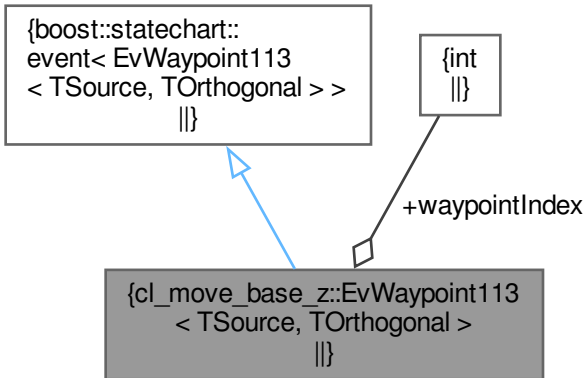 {boost::statechart::
event< EvWaypoint113
< TSource, TOrthogonal > >
||}
{int
||}
+waypointIndex
{cl_move_base_z::EvWaypoint113
< TSource, TOrthogonal >
||}